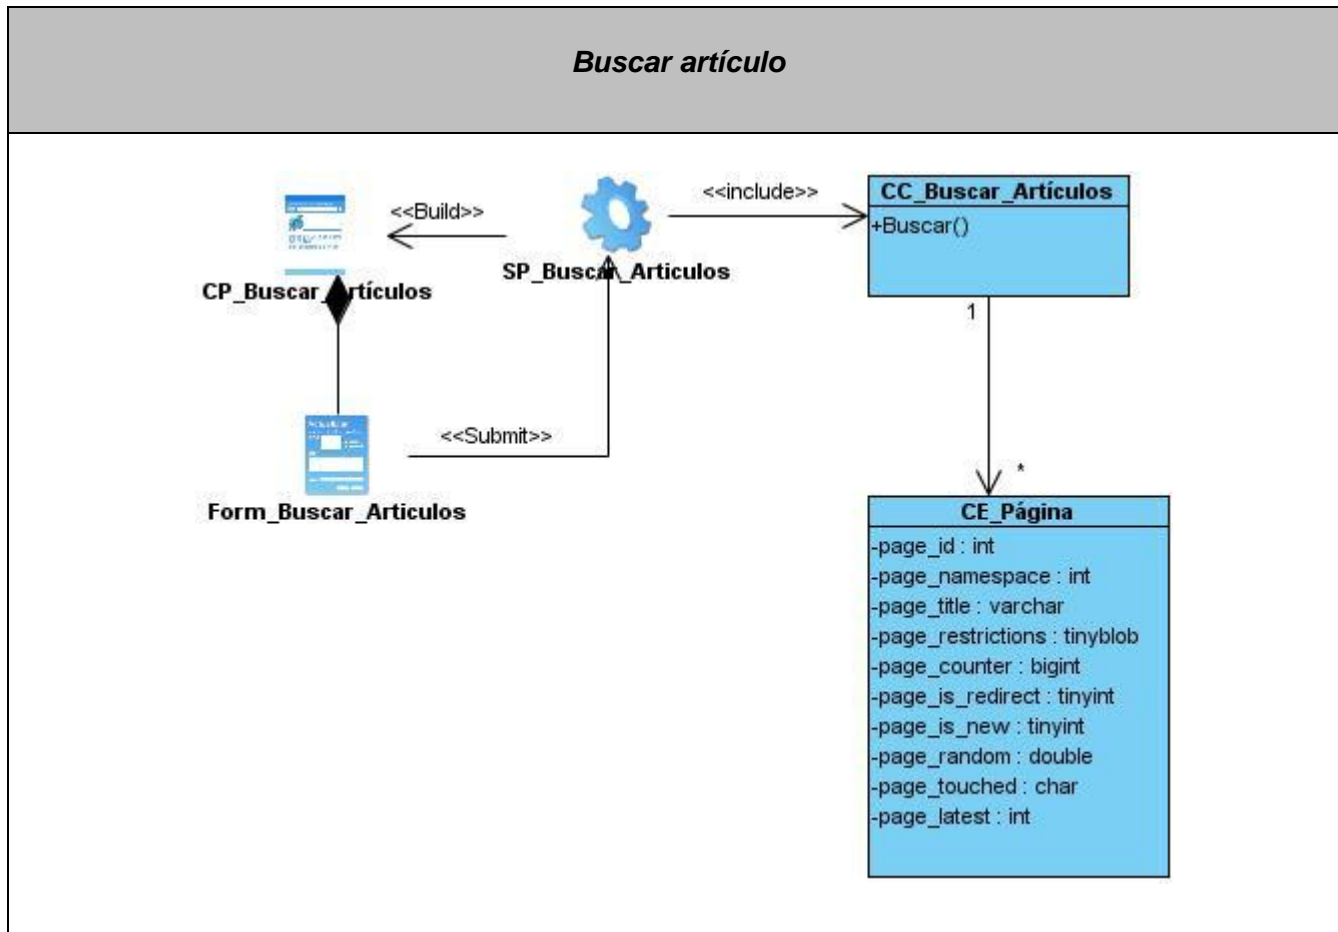 Buscar artículo
<<include>>
CC_Buscar_Artículos
+Buscar()
<<Build>>
SP_Buscar_Articulos
CP_Buscar_Artículos
1
<<Submit>>
*
Form_Buscar_Articulos
CE_Página
-page_id : int
-page_namespace : int
-page_title : varchar
-page_restrictions : tinyblob
-page_counter : bigint
-page_is_redirect : tinyint
-page_is_new : tinyint
-page_random : double
-page_touched : char
-page_latest : int